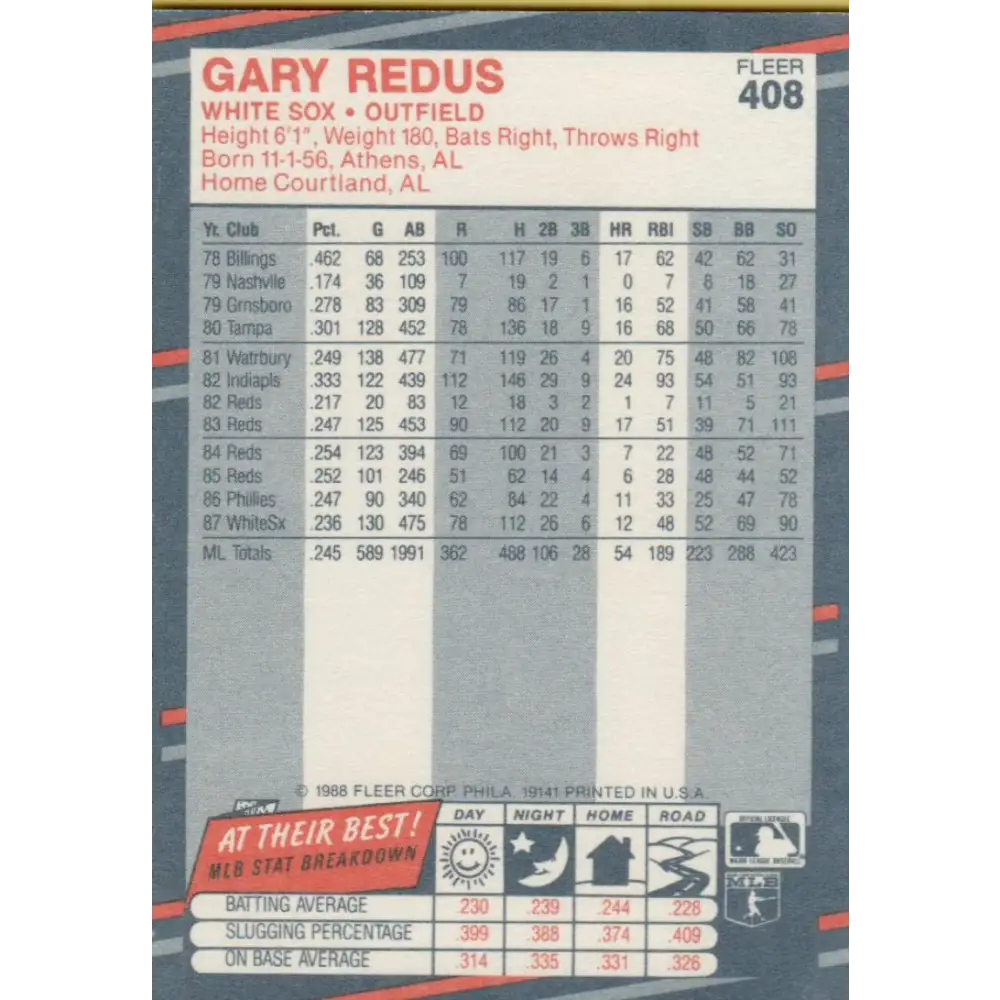 GARY REDUS
FLEER
408
WHITE SOX • OUTFIELD
Height 6'1", Weight 180, Bats Right, Throws Right
Born 11-1-56, Athens, AL
Home Courtland, AL
Yr. Club Pct. G AB R H 2B 3B HR RBI SB BB SO
78 Billings .462 68 253 100 117 19 6 17 62 42 62 31
79 Nashvlle .174 36 109 7 19 2 1 0 7 8 18 27
79 Grnsboro .278 83 309 79 86 17 1 16 52 41 58 41
80 Tampa .301 128 452 78 136 18 9 16 68 50 66 78
81 Watrbury .249 138 477 71 119 26 4 20 75 48 82 108
82 Indiapls .333 122 439 112 146 29 9 24 93 54 51 93
82 Reds .217 20 83 12 18 3 2 1 7 11 5 21
83 Reds .247 125 453 90 112 20 9 17 51 39 71 111
84 Reds .254 123 394 69 100 21 3 7 22 48 52 71
85 Reds .252 101 246 51 62 14 4 6 28 48 44 52
86 Phillies .247 90 340 62 84 22 4 11 33 25 47 78
87 WhiteSx .236 130 475 78 112 26 6 12 48 52 69 90
ML Totals .245 589 1991 362 488 106 28 54 189 223 288 423
© 1988 FLEER CORP. PHILA. 19141 PRINTED IN U.S.A.
AT THEIR BEST!
MLB STAT BREAKDOWN
DAY NIGHT HOME ROAD
MAJOR LEAGUE BASEBALL
MLB
BATTING AVERAGE .230 .239 .244 .228
SLUGGING PERCENTAGE .399 .388 .374 .409
ON BASE AVERAGE .314 .335 .331 .326